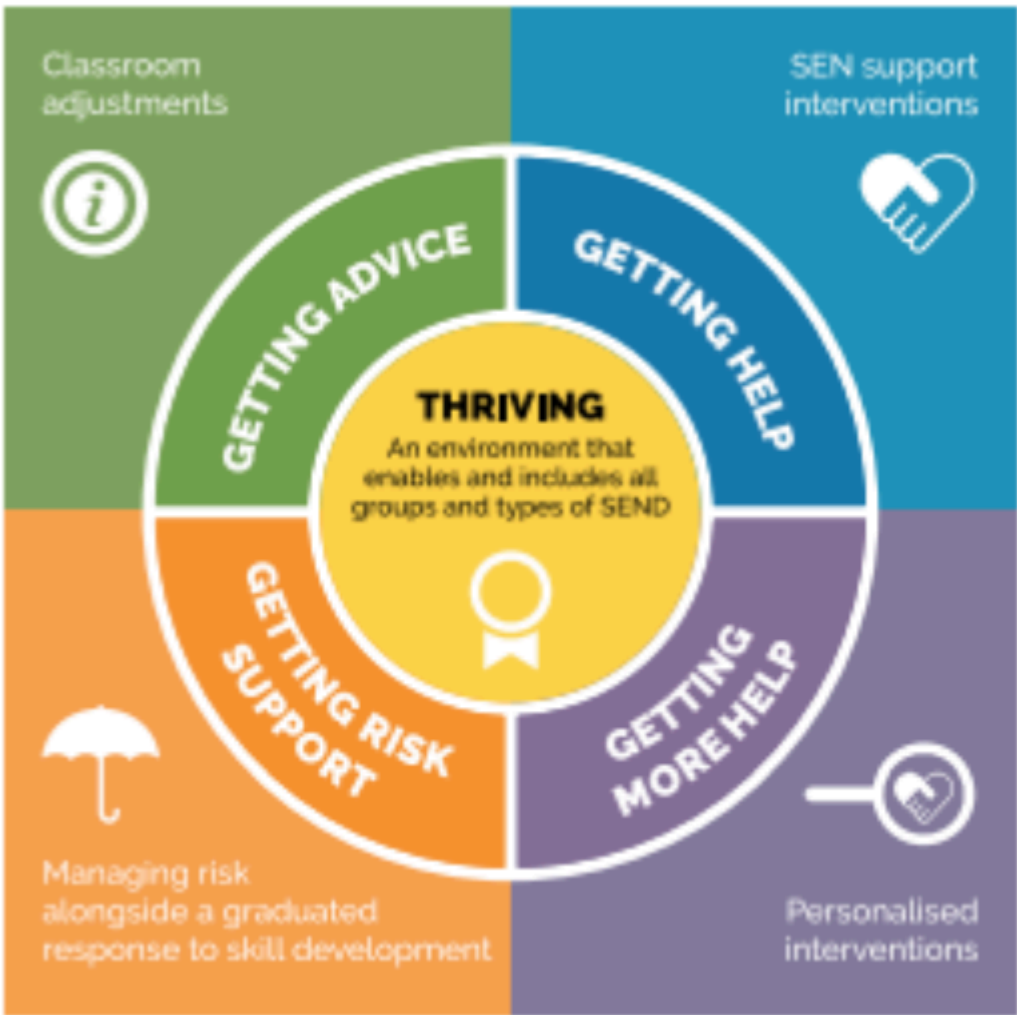 Classroom
adjustments
SEN support
interventions
GETTING ADVICE
GETTING HELP
THRIVING
An environment that
enables and includes all
groups and types of SEND
GETTING RISK
SUPPORT
GETTING
MORE HELP
Managing risk
alongside a graduated
response to skill development
Personalised
interventions